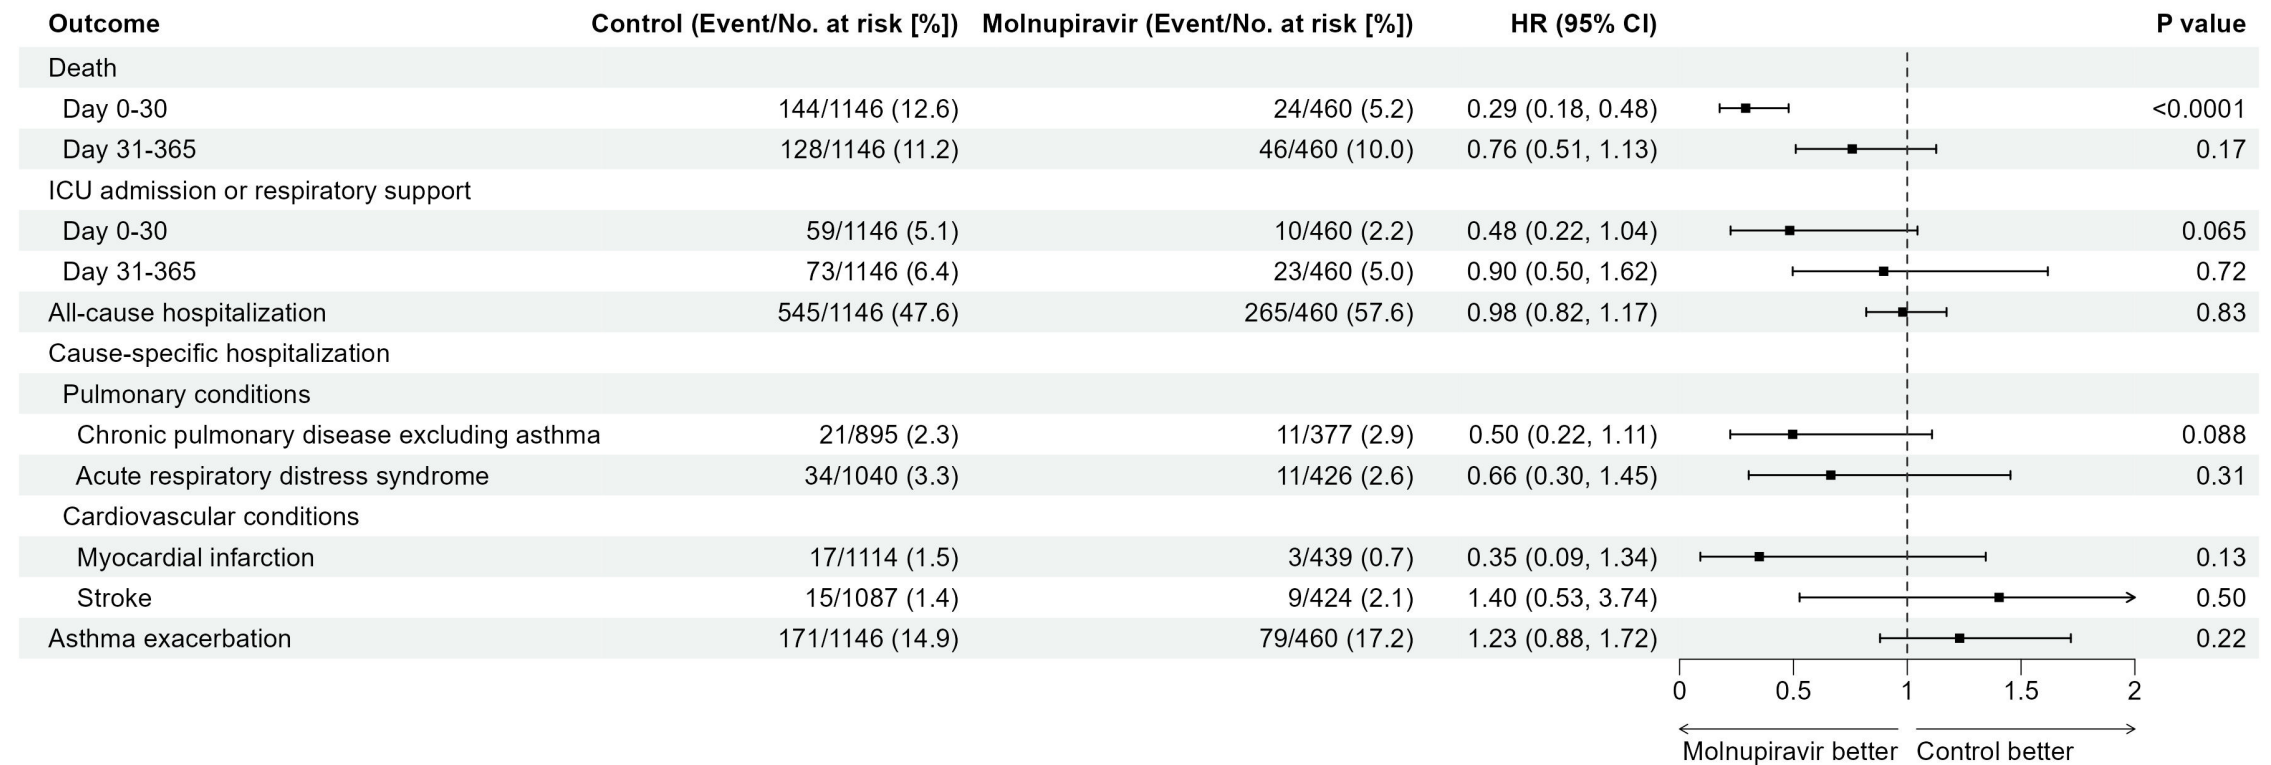 Outcome Control (Event/No. at risk [%]) Molnupiravir (Event/No. at risk [%]) HR (95% CI) P value
Death
Day 0-30 144/1146 (12.6) 24/460 (5.2) 0.29 (0.18, 0.48) <0.0001
Day 31-365 128/1146 (11.2) 46/460 (10.0) 0.76 (0.51, 1.13) 0.17
ICU admission or respiratory support
Day 0-30 59/1146 (5.1) 10/460 (2.2) 0.48 (0.22, 1.04) 0.065
Day 31-365 73/1146 (6.4) 23/460 (5.0) 0.90 (0.50, 1.62) 0.72
All-cause hospitalization 545/1146 (47.6) 265/460 (57.6) 0.98 (0.82, 1.17) 0.83
Cause-specific hospitalization
Pulmonary conditions
Chronic pulmonary disease excluding asthma 21/895 (2.3) 11/377 (2.9) 0.50 (0.22, 1.11) 0.088
Acute respiratory distress syndrome 34/1040 (3.3) 11/426 (2.6) 0.66 (0.30, 1.45) 0.31
Cardiovascular conditions
Myocardial infarction 17/1114 (1.5) 3/439 (0.7) 0.35 (0.09, 1.34) 0.13
Stroke 15/1087 (1.4) 9/424 (2.1) 1.40 (0.53, 3.74) 0.50
Asthma exacerbation 171/1146 (14.9) 79/460 (17.2) 1.23 (0.88, 1.72) 0.22
0 0.5 1 1.5 2
Molnupiravir better Control better